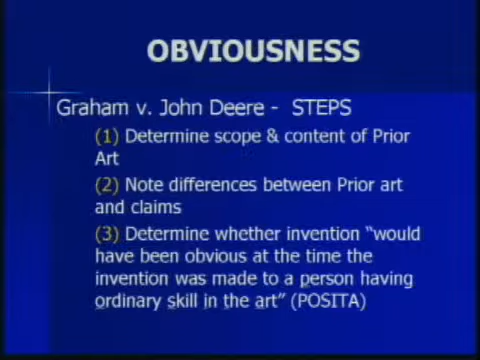 OBVIOUSNESS
Graham v. John Deere - STEPS
(1) Determine scope & content of Prior
Art
(2) Note differences between Prior art
and claims
(3) Determine whether invention “would
have been obvious at the time the
invention was made to a person having
ordinary skill in the art” (POSITA)